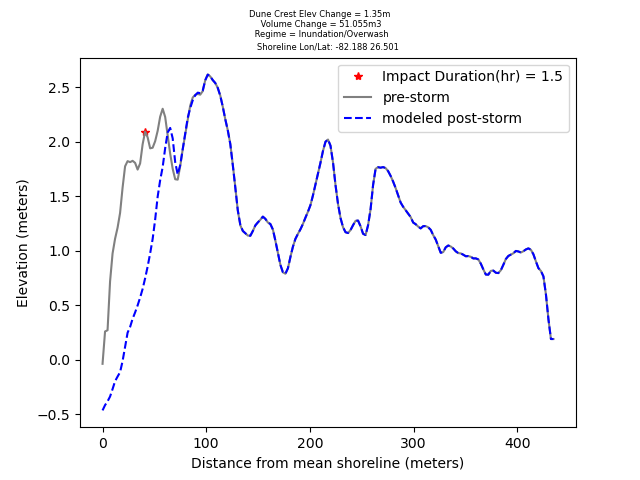 Dune Crest Elev Change = 1.35m
Volume Change = 51.055m3
Regime = Inundation/Overwash
Shoreline Lon/Lat: -82.188 26.501
Impact Duration(hr) = 1.5
pre-storm
modeled post-storm
Elevation (meters)
2.5
2.0
1.5
1.0
0.5
0.0
−0.5
0
100
200
300
400
Distance from mean shoreline (meters)